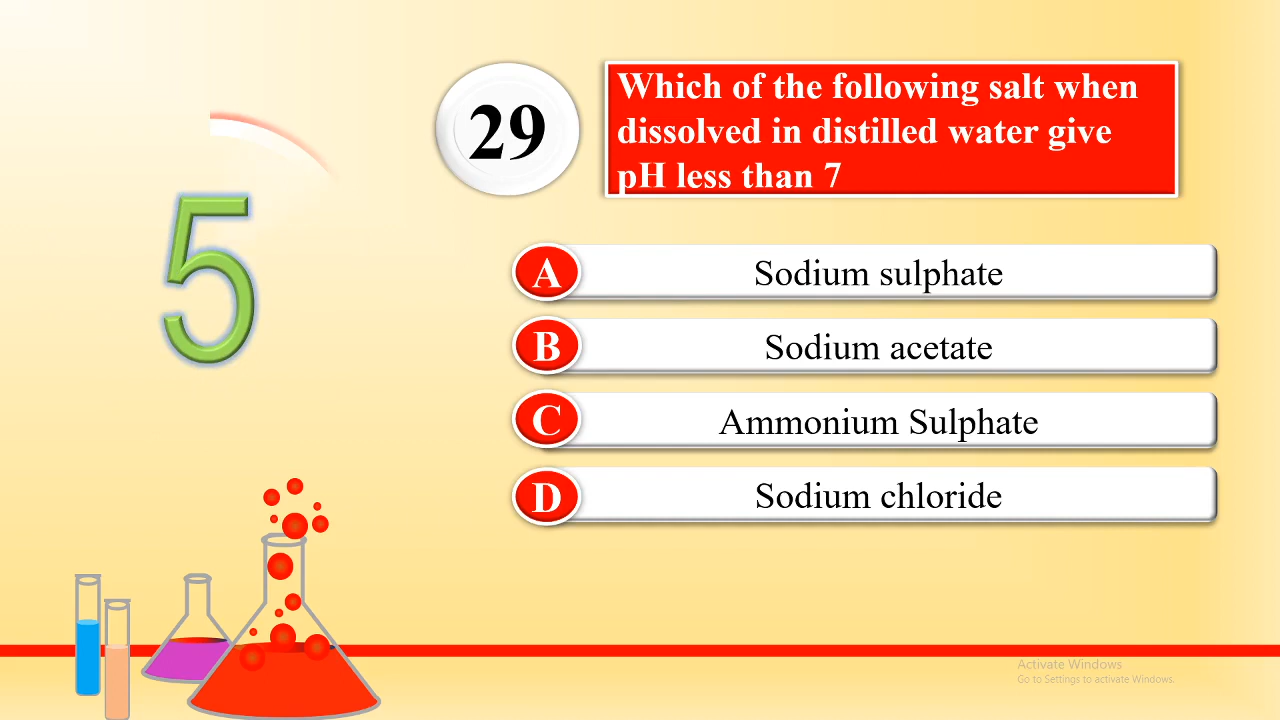 5
29
Which of the following salt when
dissolved in distilled water give
pH less than 7
A Sodium sulphate
B Sodium acetate
C Ammonium Sulphate
D Sodium chloride
Activate Windows
Go to Settings to activate Windows.